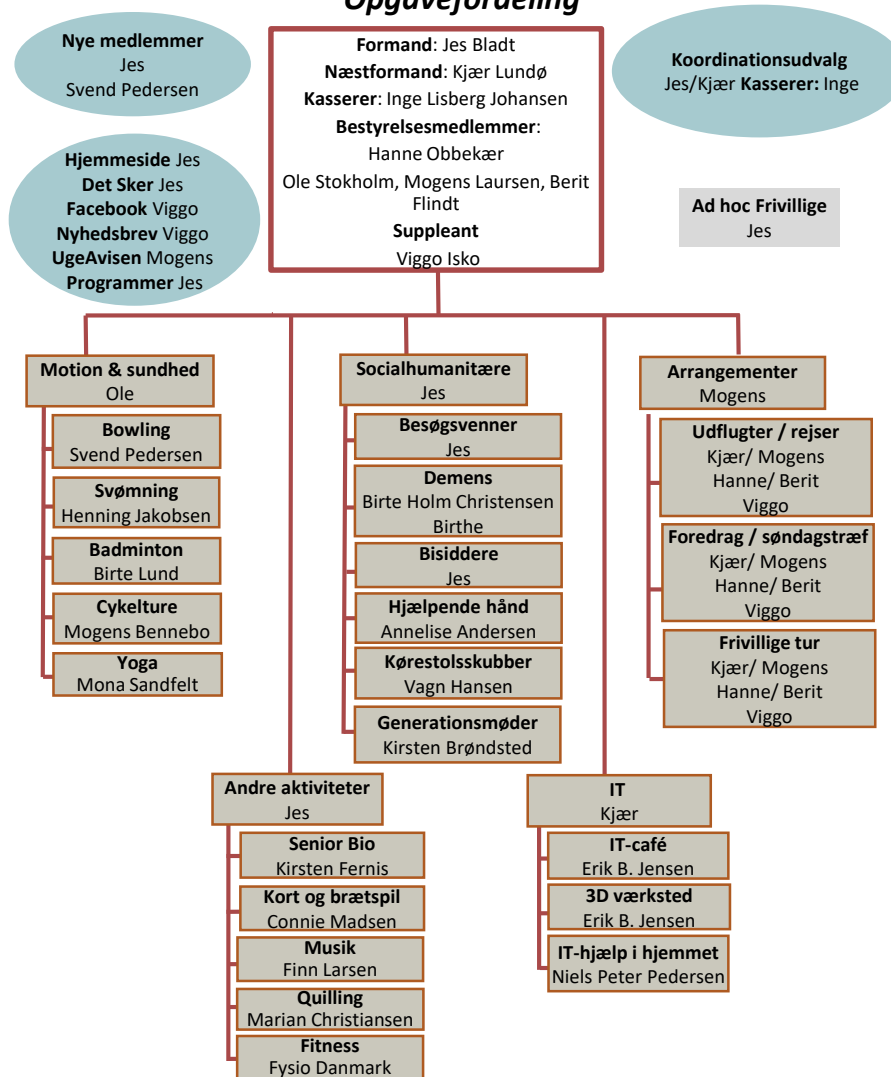 Opgavefordeling
Nye medlemmer
Jes
Svend Pedersen
Formand: Jes Bladt
Næstformand: Kjær Lundø
Kasserer: Inge Lisberg Johansen
Bestyrelsesmedlemmer:
Hanne Obbekær
Ole Stokholm, Mogens Laursen, Berit
Flindt
Suppleant
Viggo Isko
Koordinationsudvalg
Jes/Kjær Kasserer: Inge
Hjemmeside Jes
Det Sker Jes
Facebook Viggo
Nyhedsbrev Viggo
UgeAvisen Mogens
Programmer Jes
Ad hoc Frivillige
Jes
Motion & sundhed
Ole
Bowling
Svend Pedersen
Svømning
Henning Jakobsen
Badminton
Birte Lund
Cykelture
Mogens Bennebo
Yoga
Mona Sandfelt
Socialhumanitære
Jes
Besøgsvenner
Jes
Demens
Birte Holm Christensen
Birthe
Bisiddere
Jes
Hjælpende hånd
Annelise Andersen
Kørestolsskubber
Vagn Hansen
Generationsmøder
Kirsten Brøndsted
Arrangementer
Mogens
Udflugter / rejser
Kjær/ Mogens
Hanne/ Berit
Viggo
Foredrag / søndagstræf
Kjær/ Mogens
Hanne/ Berit
Viggo
Frivillige tur
Kjær/ Mogens
Hanne/ Berit
Viggo
Andre aktiviteter
Jes
Senior Bio
Kirsten Fernis
Kort og brætspil
Connie Madsen
Musik
Finn Larsen
Quilling
Marian Christiansen
Fitness
Fysio Danmark
IT
Kjær
IT-café
Erik B. Jensen
3D værksted
Erik B. Jensen
IT-hjælp i hjemmet
Niels Peter Pedersen